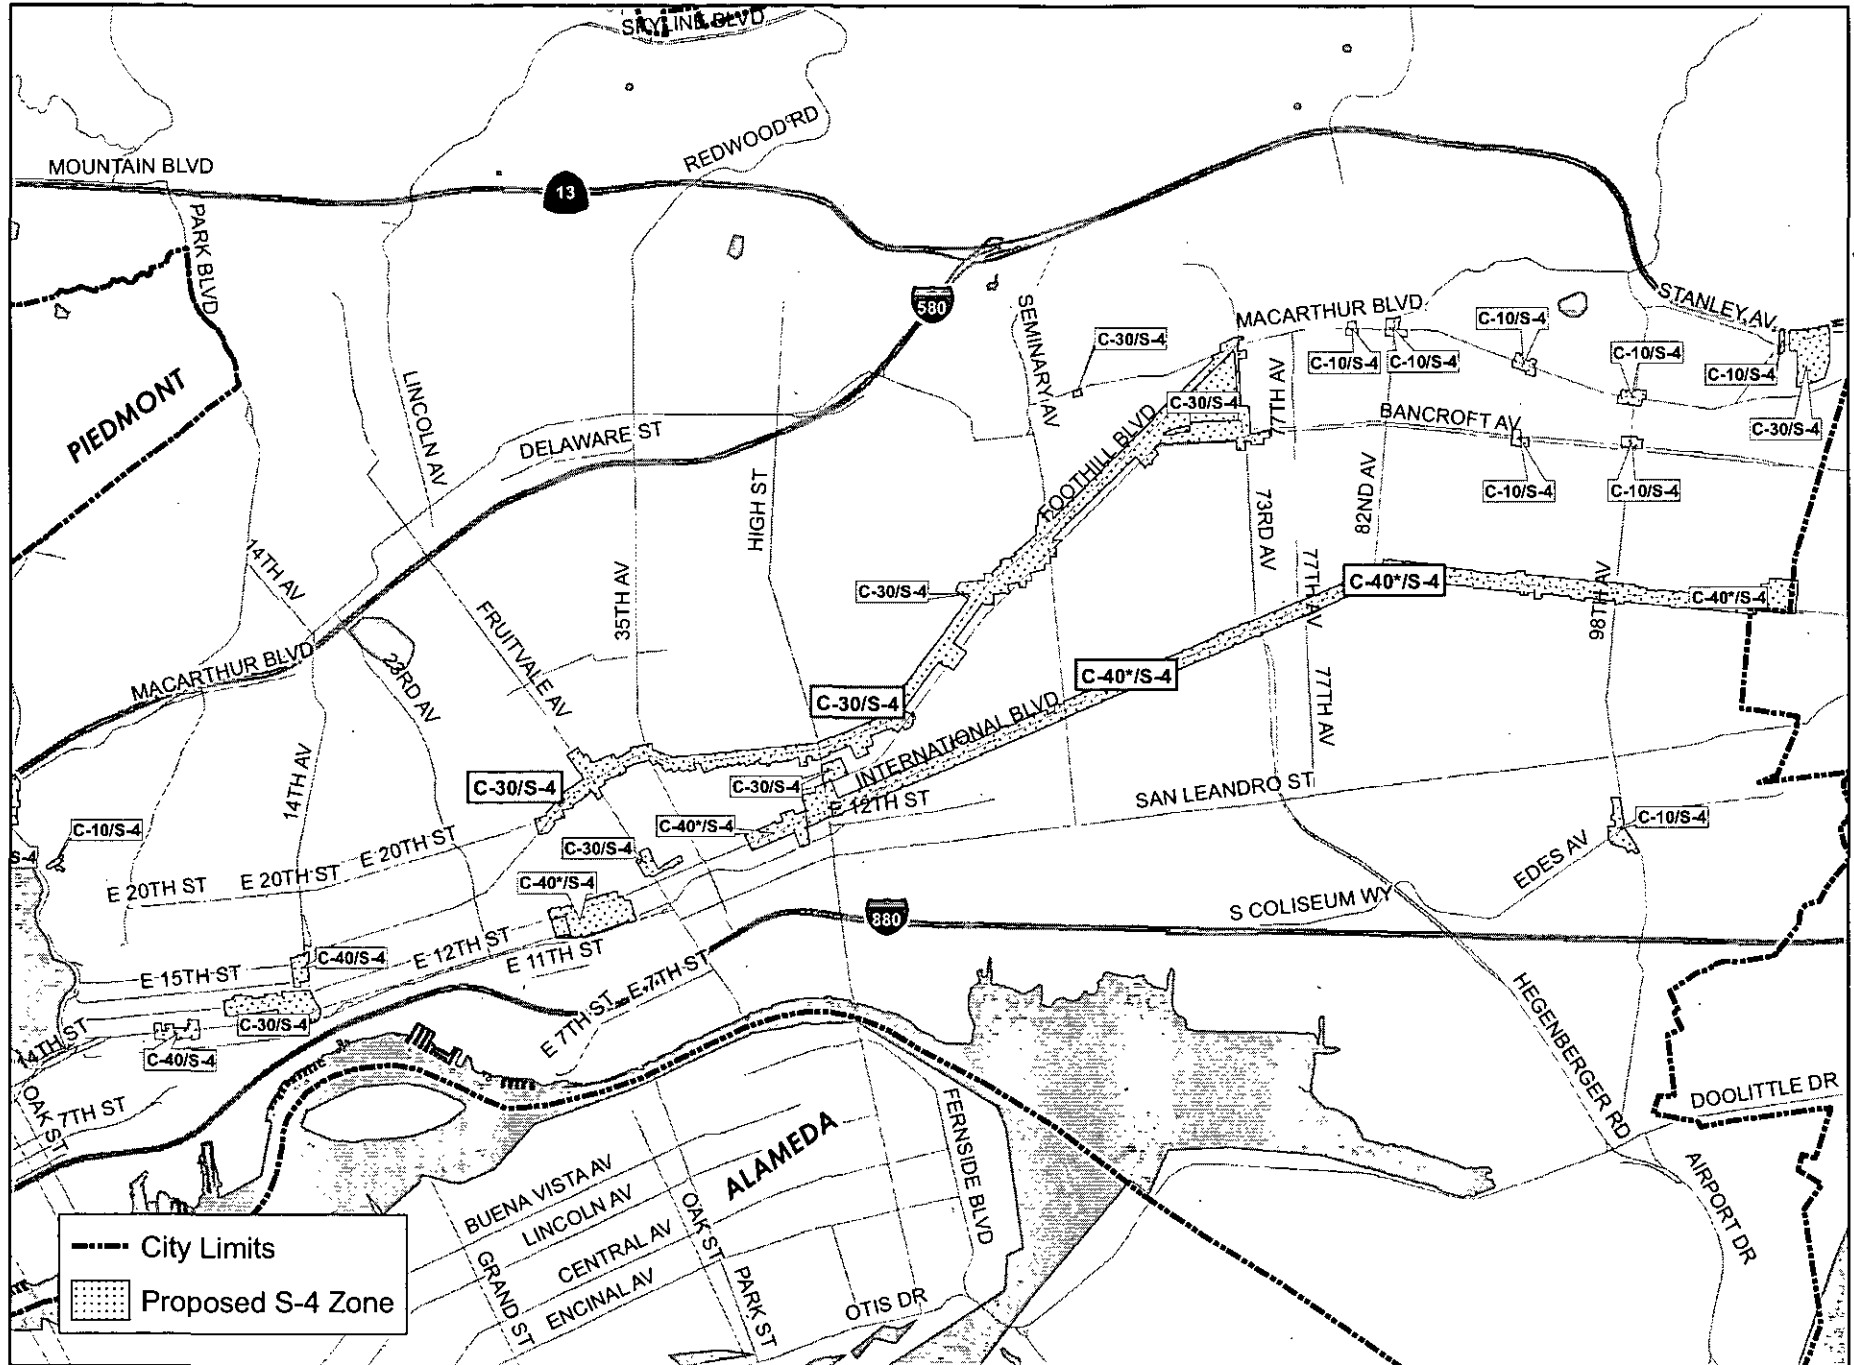 SKYLINE BLVD
MOUNTAIN BLVD
13
REDWOOD RD
PARK BLVD
580
SEMINARY AV
MACARTHUR BLVD
STANLEY AV
C-30/S-4
C-10/S-4
C-10/S-4
C-10/S-4
C-10/S-4
C-10/S-4
C-30/S-4
77TH AV
BANCROFT AV
C-30/S-4
PIEDMONT
LINCOLN AV
DELAWARE ST
FOOTHILL BLVD
HIGH ST
73RD AV
82ND AV
C-10/S-4
C-10/S-4
14TH AV
35TH AV
C-30/S-4
77TH AV
C-40*/S-4
98TH AV
C-40*/S-4
FRUITVALE AV
MACARTHUR BLVD
23RD AV
C-30/S-4
C-40*/S-4
77TH AV
INTERNATIONAL BLVD
14TH AV
C-30/S-4
C-30/S-4
E 12TH ST
SAN LEANDRO ST
C-10/S-4
S-4
C-40*/S-4
C-30/S-4
C-10/S-4
E 20TH ST
E 20TH ST
E 20TH ST
C-40*/S-4
EDES AV
880
S COLISEUM WY
E 12TH ST
E 11TH ST
C-40/S-4
E 15TH ST
E 7TH ST
E 7TH ST
C-30/S-4
14TH ST
C-40/S-4
HEGENBERGER RD
OAK ST
7TH ST
DOOLITTLE DR
FERNSIDE BLVD
ALAMEDA
BUENA VISTA AV
LINCOLN AV
OAK ST
CENTRAL AV
GRAND ST
ENCINAL AV
PARK ST
OTIS DR
AIRPORT DR
City Limits
Proposed S-4 Zone